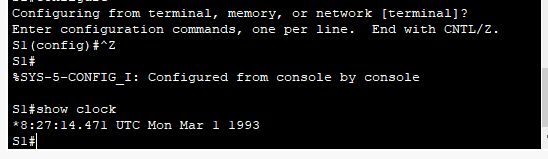 Configuring from terminal, memory, or network [terminal]?
Enter configuration commands, one per line.  End with CNTL/Z.
S1(config)#^Z
S1#
%SYS-5-CONFIG_I: Configured from console by console
S1#show clock
*8:27:14.471 UTC Mon Mar 1 1993
S1#